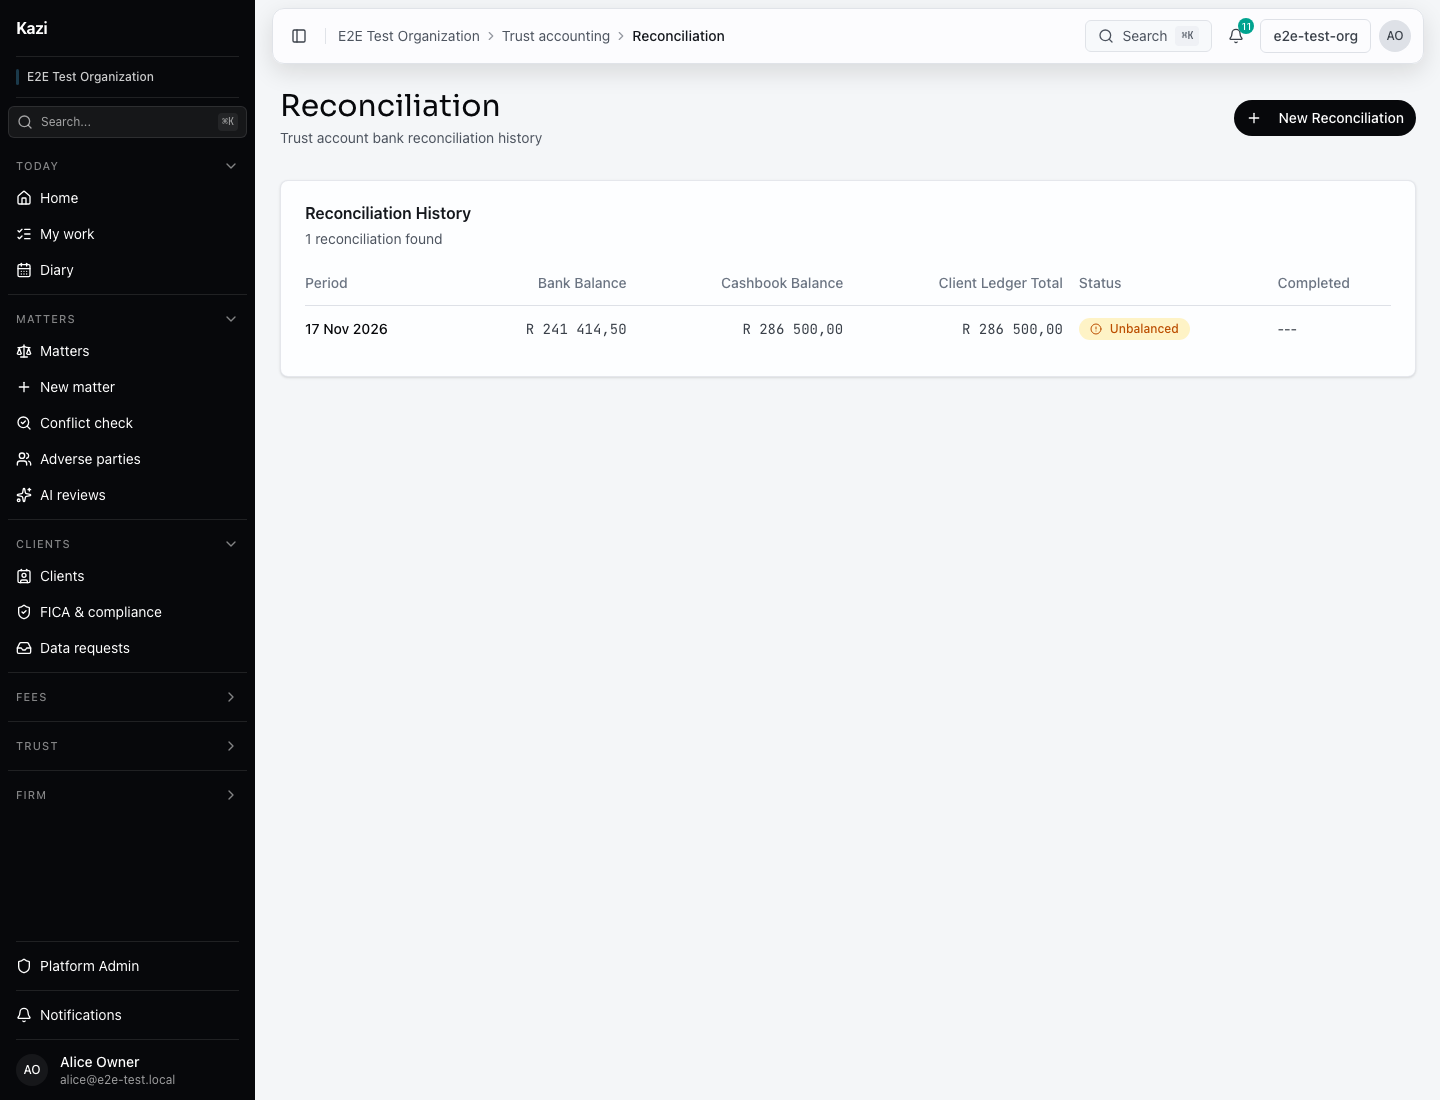 Kazi
E2E Test Organization
Search... ⌘K
TODAY
Home
My work
Diary
MATTERS
Matters
New matter
Conflict check
Adverse parties
AI reviews
CLIENTS
Clients
FICA & compliance
Data requests
FEES
TRUST
FIRM
Platform Admin
Notifications
AO
Alice Owner
alice@e2e-test.local
E2E Test Organization > Trust accounting > Reconciliation
Search ⌘K
11
e2e-test-org
AO
Reconciliation
Trust account bank reconciliation history
New Reconciliation
Reconciliation History
1 reconciliation found
Period Bank Balance Cashbook Balance Client Ledger Total Status Completed
17 Nov 2026 R 241 414,50 R 286 500,00 R 286 500,00 Unbalanced ---